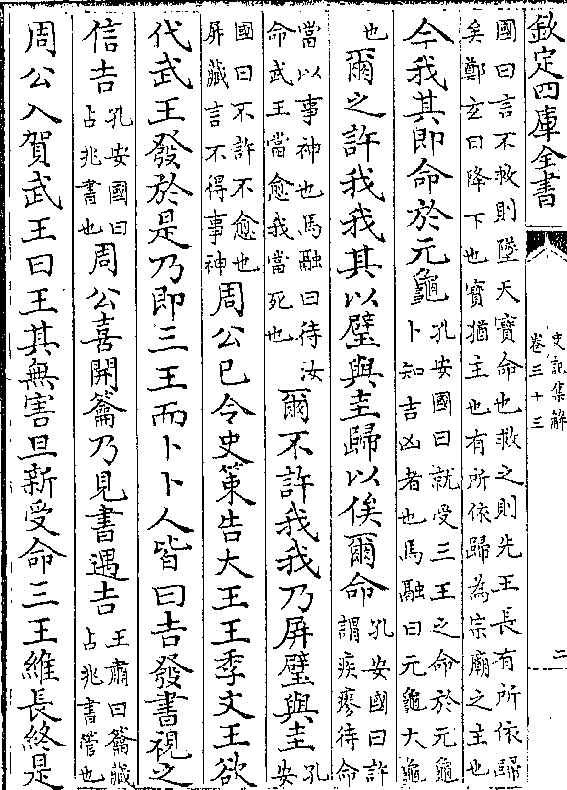 欽定四庫全書
史記集解
卷三十三
二
國曰言不救則墜天寶命也救之則先王長有所依歸
矣鄭玄曰降下也寶猶主也有所依歸為宗廟之主也
今我其即命於元龜孔安國曰就受三王之命於元龜卜知吉凶者也馬融曰元龜大龜
也爾之許我我其以璧與圭歸以俟爾命孔安國曰許謂疾瘳待命
當以事神也馬融曰待汝命武王當愈我當死也爾不許我我乃屏璧與圭孔安
國曰不許不愈也屏藏言不得事神周公已令史策告大王王季文王欲
代武王發於是乃即三王而卜卜人皆曰吉發書視之
信吉孔安國曰占兆書也周公喜開籥乃見書遇吉王肅曰籥藏占兆書管也
周公入賀武王曰王其無害旦新受命三王維長終是